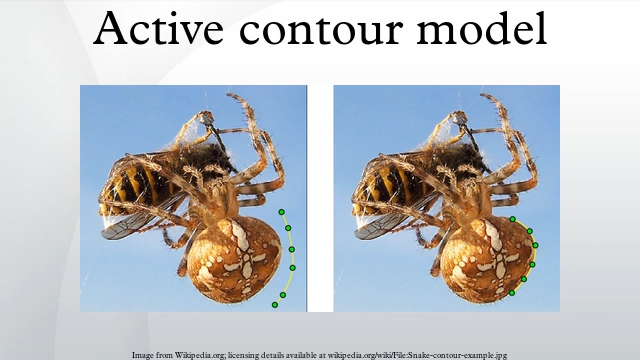 Active contour model
Image from Wikipedia.org; licensing details available at wikipedia.org/wiki/File:Snake-contour-example.jpg